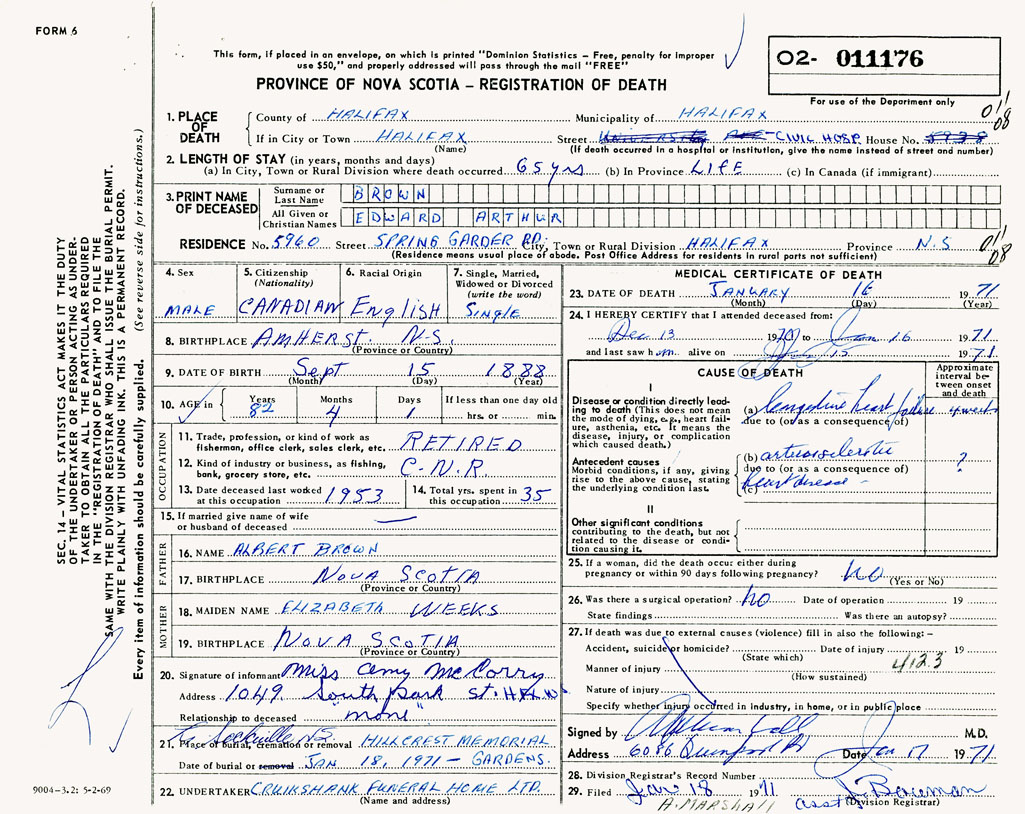 FORM 6
This form, if placed in an envelope, on which is printed "Dominion Statistics – Free, penalty for improper
use $50," and properly addressed will pass through the mail "FREE"
PROVINCE OF NOVA SCOTIA – REGISTRATION OF DEATH
02- 011176
For use of the Department only
1. PLACE OF DEATH
County of HALIFAX Municipality of HALIFAX
If in City or Town HALIFAX Street CIVIC HOSP. House No.
(Name) (If death occurred in a hospital or institution, give the name instead of street and number)
2. LENGTH OF STAY (in years, months and days)
(a) In City, Town or Rural Division where death occurred 65 yrs (b) In Province LIFE (c) In Canada (if immigrant)
3. PRINT NAME OF DECEASED
Surname or Last Name BROWN
All Given or Christian Names EDWARD ARTHUR
RESIDENCE No. 5960 Street SPRING GARDER RD. City, Town or Rural Division HALIFAX Province N.S
(Residence means usual place of abode. Post Office Address for residents in rural parts not sufficient)
4. Sex MALE
5. Citizenship (Nationality) CANADIAN
6. Racial Origin English
7. Single, Married, Widowed or Divorced (write the word) SINGLE
8. BIRTHPLACE AMHERST. N-S.
(Province or Country)
9. DATE OF BIRTH Sept 15 1888
(Month) (Day) (Year)
10. AGE in Years 82 Months 4 Days 1 If less than one day old hrs. or min.
OCCUPATION
11. Trade, profession, or kind of work as fisherman, office clerk, sales clerk, etc. RETIRED
12. Kind of industry or business, as fishing, bank, grocery store, etc. C-N.R
13. Date deceased last worked at this occupation 1953
14. Total yrs. spent in this occupation 35
15. If married give name of wife or husband of deceased —
FATHER
16. NAME ALBERT BROWN
17. BIRTHPLACE NOVA SCOTIA
(Province or Country)
MOTHER
18. MAIDEN NAME ELIZABETH WEEKS
19. BIRTHPLACE NOVA SCOTIA
(Province or Country)
20. Signature of informant Miss Amy McCorry
Address 1049. South Park St.
Relationship to deceased "none"
To Sackville N.B.
21. Place of burial, cremation or removal HILLCREST MEMORIAL
Date of burial or removal JAN 18, 1971 – GARDENS.
22. UNDERTAKER CRUIKSHANK FUNERAL HOME LTD.
(Name and address)
MEDICAL CERTIFICATE OF DEATH
23. DATE OF DEATH JANUARY 16 1971
(Month) (Day) (Year)
24. I HEREBY CERTIFY that I attended deceased from:
Dec 13 1970 to Jan 16 1971
and last saw him alive on Jan 15 1971
CAUSE OF DEATH
Approximate interval between onset and death
I
Disease or condition directly leading to death (This does not mean the mode of dying, e.g., heart failure, asthenia, etc. It means the disease, injury, or complication which caused death.)
(a) Congestive heart failure 4 weeks
due to (or as a consequence of)
Antecedent causes
Morbid conditions, if any, giving rise to the above cause, stating the underlying condition last.
(b) arteriosclerotic ?
due to (or as a consequence of)
(c) heart disease –
II
Other significant conditions contributing to the death, but not related to the disease or condition causing it.
25. If a woman, did the death occur either during pregnancy or within 90 days following pregnancy? NO
(Yes or No)
26. Was there a surgical operation? NO Date of operation 19
State findings Was there an autopsy?
27. If death was due to external causes (violence) fill in also the following:–
Accident, suicide or homicide? Date of injury 19
(State which) 412.3
Manner of injury
(How sustained)
Nature of injury
Specify whether injury occurred in industry, in home, or in public place
Signed by M.D.
Address 6086 Date Jan 17 1971
28. Division Registrar's Record Number
29. Filed Jan 18 1971 Bowman
A. MARSHALL asst (Division Registrar)
SEC. 14 – VITAL STATISTICS ACT MAKES IT THE DUTY
OF THE UNDERTAKER OR PERSON ACTING AS UNDERTAKER
TO OBTAIN ALL THE PARTICULARS REQUIRED
IN THE "REGISTRATION OF DEATH" AND TO FILE THE
SAME WITH THE DIVISION REGISTRAR WHO SHALL ISSUE THE BURIAL PERMIT.
WRITE PLAINLY WITH UNFADING INK. THIS IS A PERMANENT RECORD.
Every item of information should be carefully supplied. (See reverse side for instructions.)
9004-3.2: 5-2-69